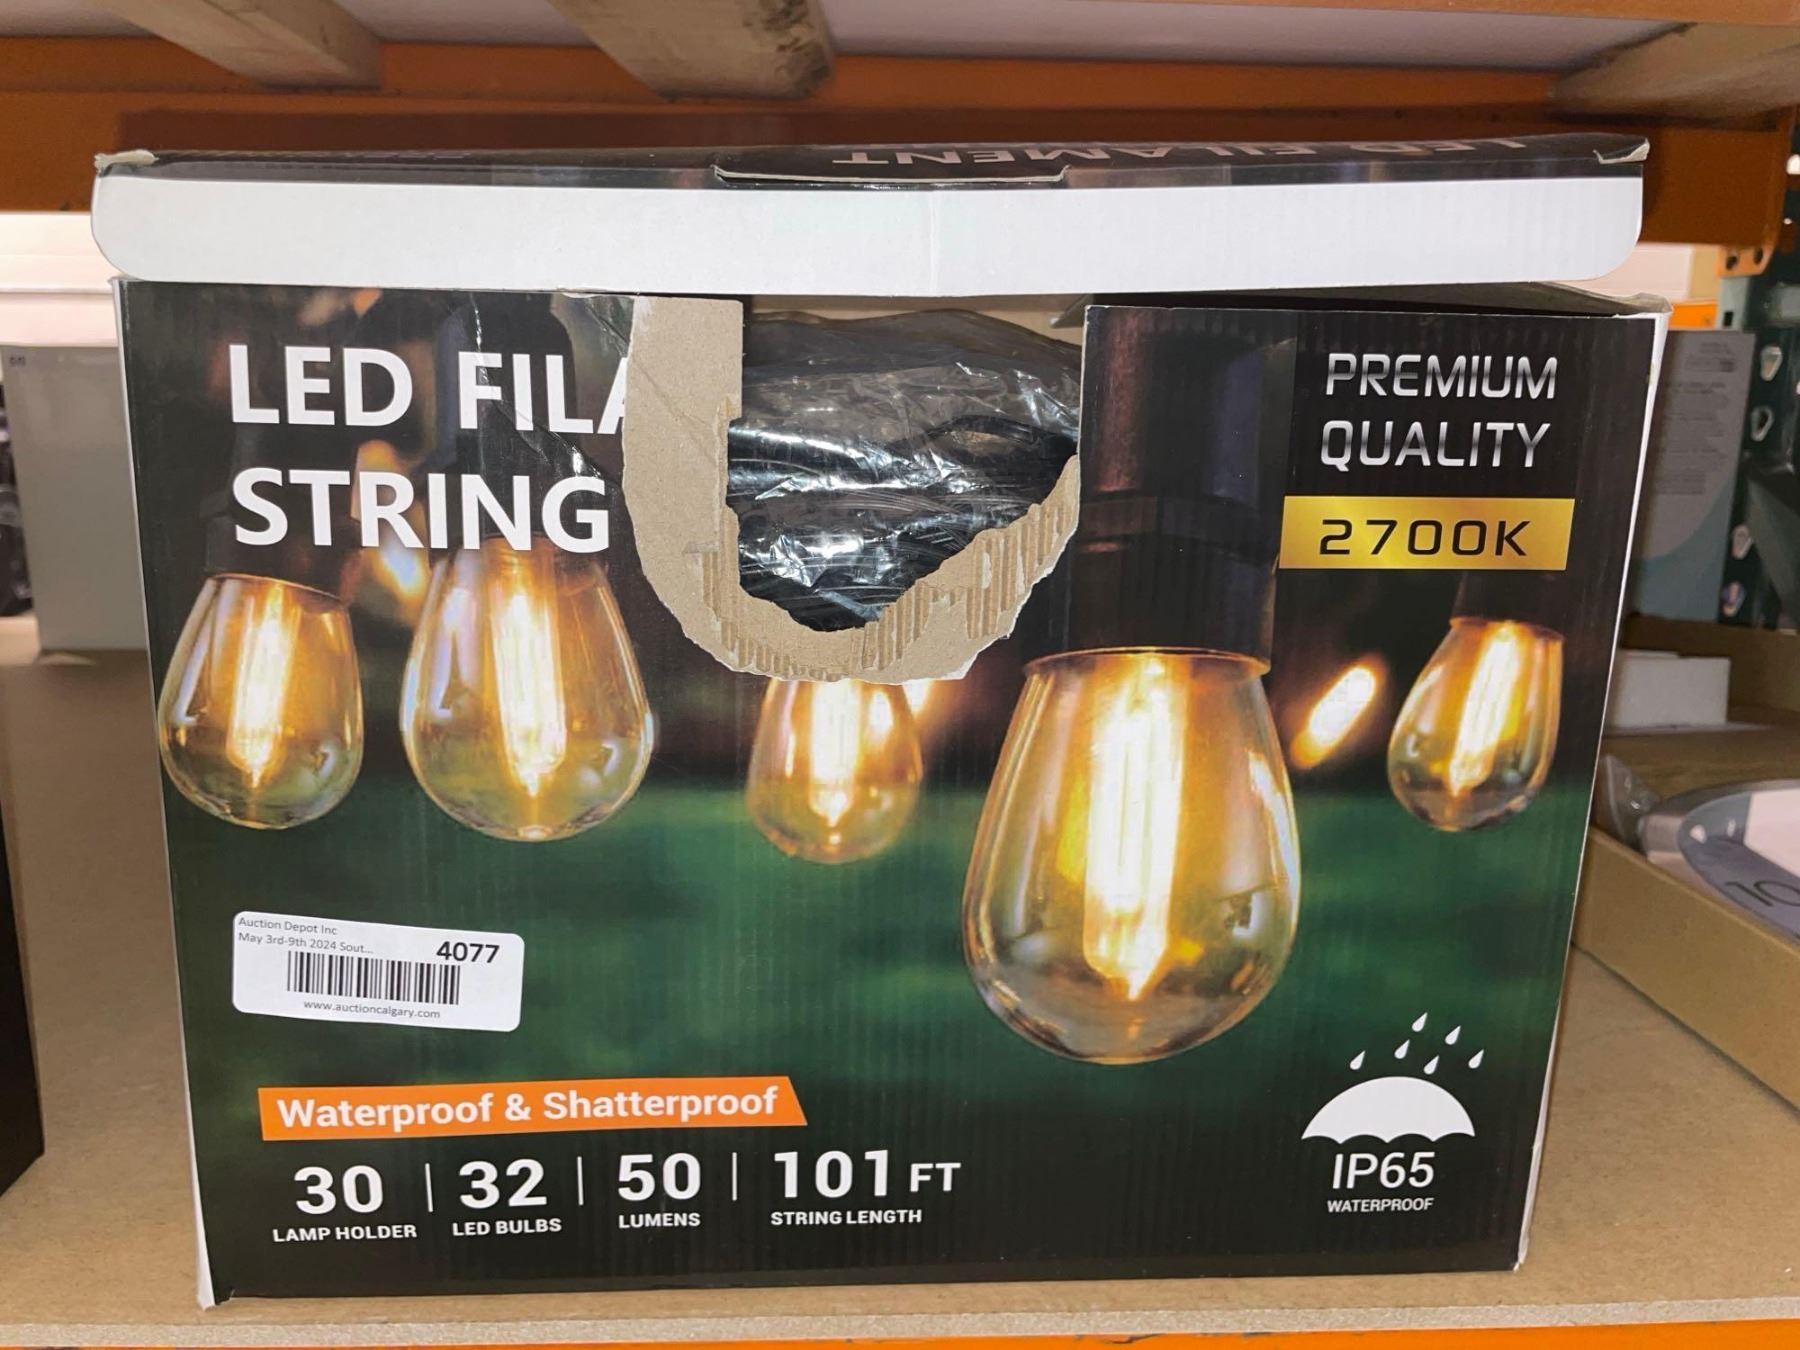 LED FILAMENT
LED FILA
STRING
PREMIUM
QUALITY
2700K
Auction Depot Inc
May 3rd-9th 2024 Sout...
4077
www.auctioncalgary.com
Waterproof & Shatterproof
30 | 32 | 50 | 101 FT
LAMP HOLDER LED BULBS LUMENS STRING LENGTH
IP65
WATERPROOF